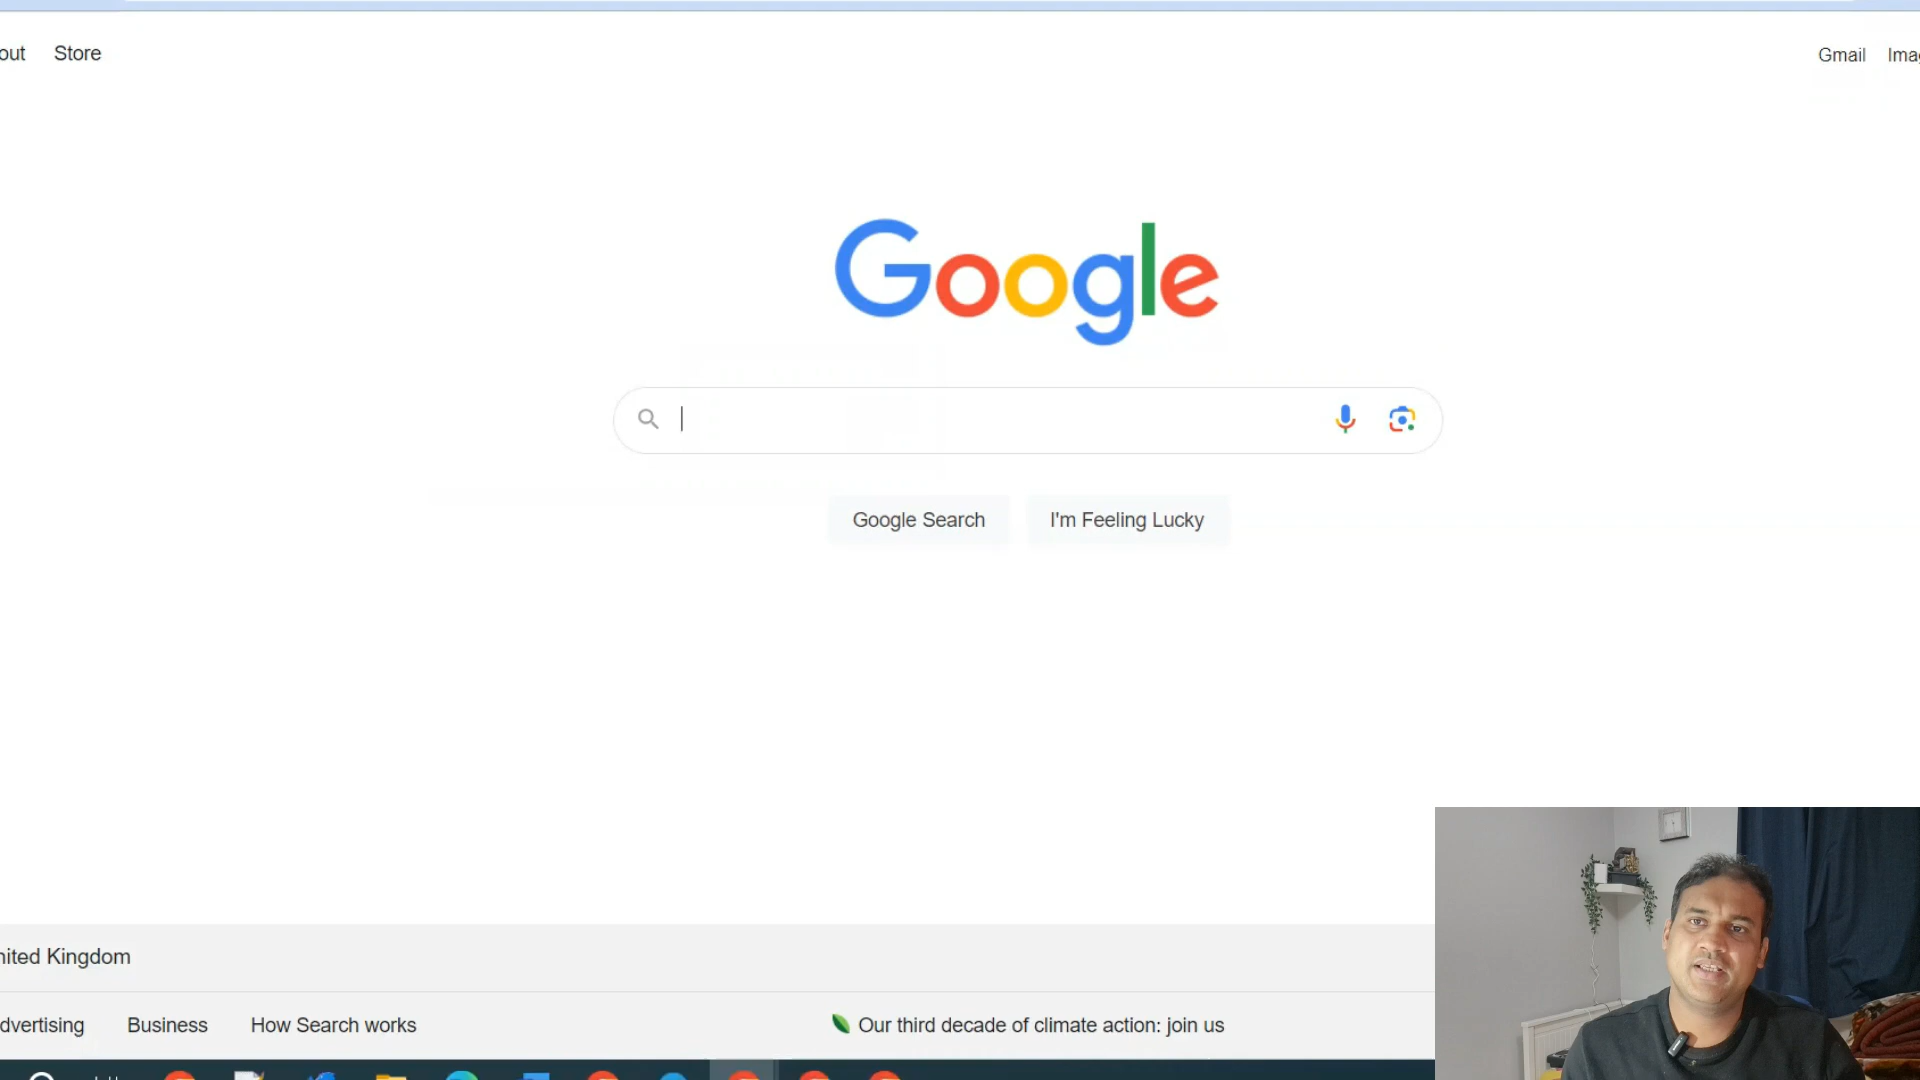 out Store
Gmail Imag
Google
Google Search I'm Feeling Lucky
nited Kingdom
dvertising Business How Search works
Our third decade of climate action: join us